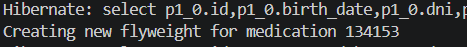 Hibernate: select p1_0.id,p1_0.birth_date,p1_0.dni,
Creating new flyweight for medication 134153